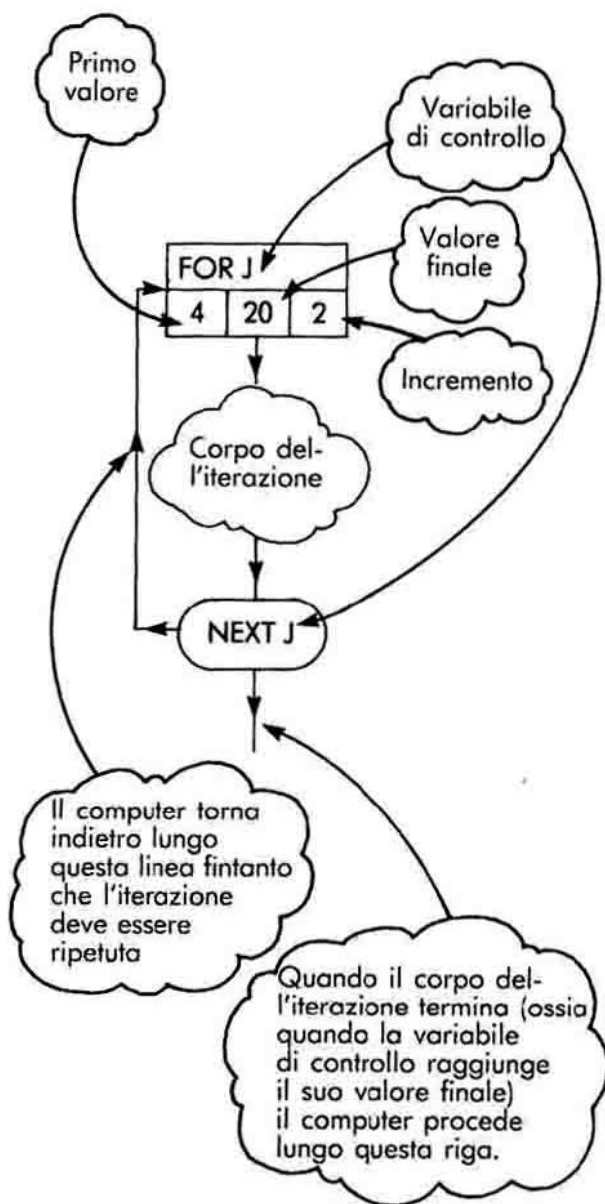 Primo
valore
Variabile
di controllo
Valore
finale
FOR J
4 20 2
Incremento
Corpo del-
l'iterazione
NEXT J
Il computer torna
indietro lungo
questa linea fintanto
che l'iterazione
deve essere
ripetuta
Quando il corpo del-
l'iterazione termina (ossia
quando la variabile
di controllo raggiunge
il suo valore finale)
il computer procede
lungo questa riga.